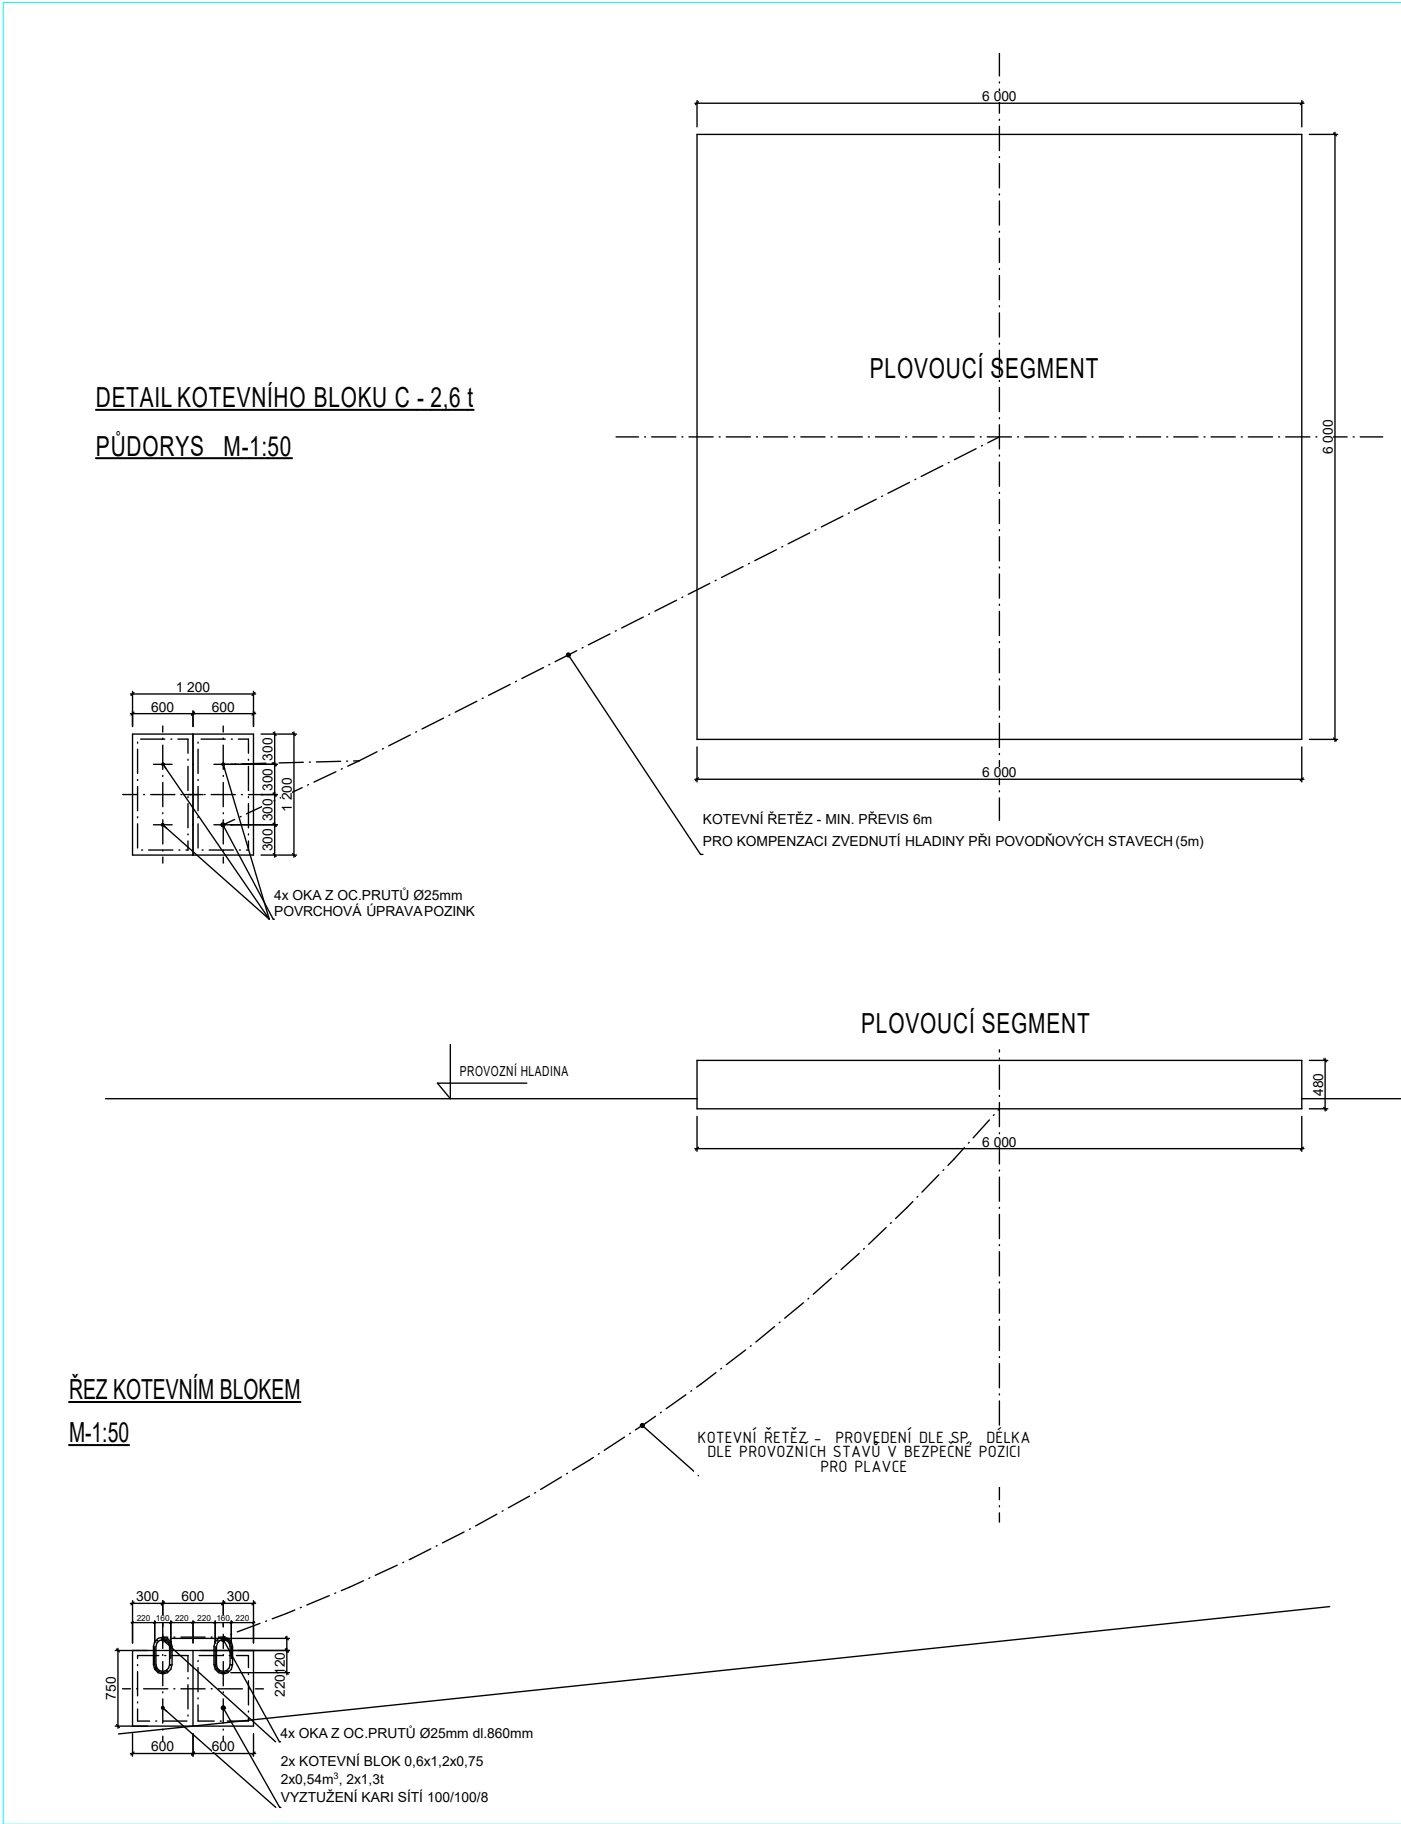 6 000
PLOVOUCÍ SEGMENT
DETAIL KOTEVNÍHO BLOKU C - 2,6 t
PŮDORYS M-1:50
6 000
1 200
600 600
300
300
300
300
1 200
6 000
KOTEVNÍ ŘETĚZ - MIN. PŘEVIS 6m
PRO KOMPENZACI ZVEDNUTÍ HLADINY PŘI POVODŇOVÝCH STAVECH (5m)
4x OKA Z OC.PRUTŮ Ø25mm
POVRCHOVÁ ÚPRAVA POZINK
PLOVOUCÍ SEGMENT
PROVOZNÍ HLADINA
480
6 000
ŘEZ KOTEVNÍM BLOKEM
M-1:50
KOTEVNÍ ŘETĚZ - PROVEDENÍ DLE SP, DÉLKA
DLE PROVOZNÍCH STAVŮ V BEZPEČNÉ POZICI
PRO PLAVCE
300 600 300
220 160 220 220 160 220
120
220
750
4x OKA Z OC.PRUTŮ Ø25mm dl.860mm
600 600
2x KOTEVNÍ BLOK 0,6x1,2x0,75
2x0,54m³, 2x1,3t
VYZTUŽENÍ KARI SÍTÍ 100/100/8